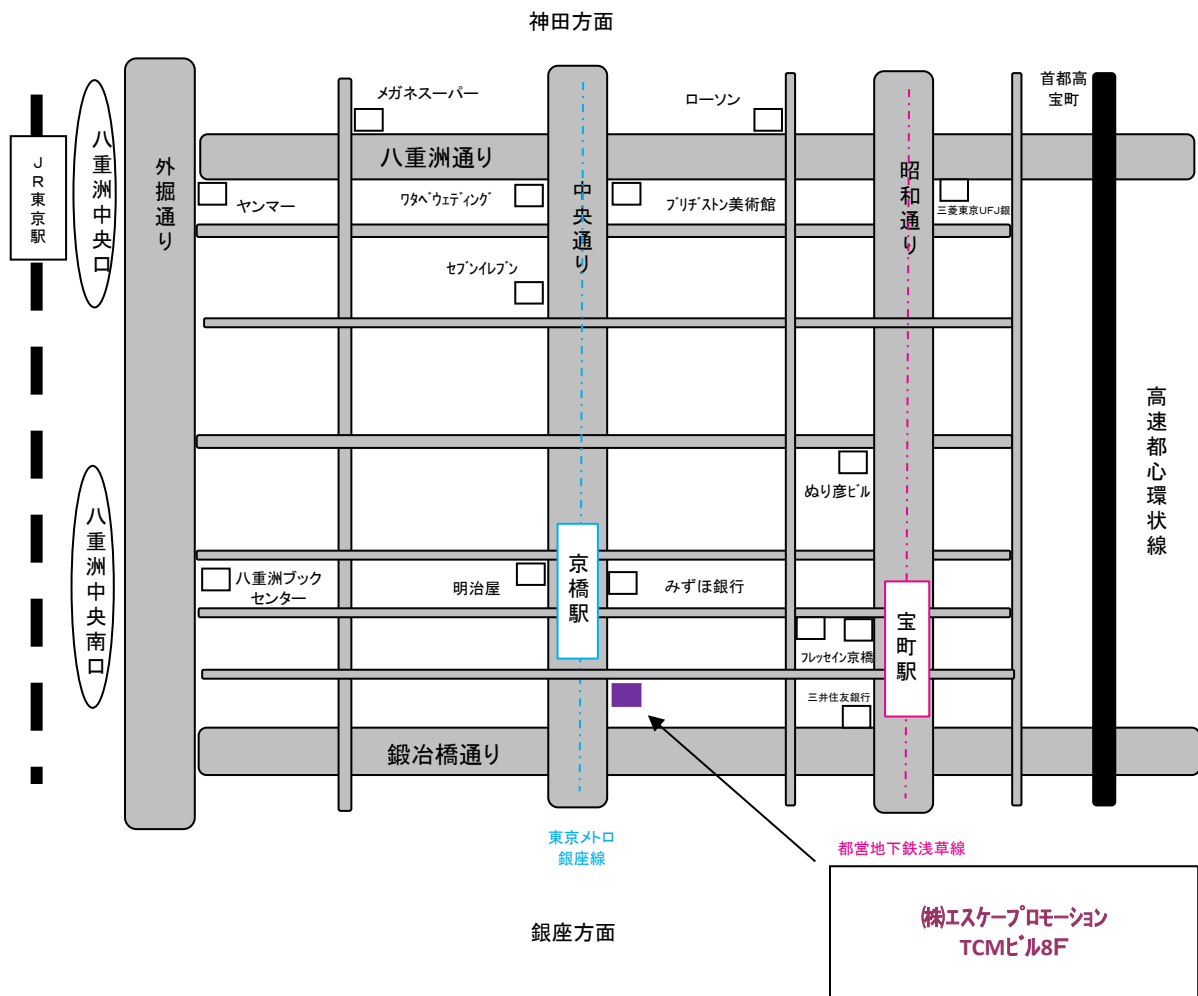 神田方面
首都高
宝町
メガネスーパー
ローソン
JR東京駅
八重洲中央口
外掘通り
八重洲通り
中央通り
昭和通り
ヤンマー
ワタベウェディング
ブリヂストン美術館
三菱東京UFJ銀
セブンイレブン
高速都心環状線
ぬり彦ビル
八重洲中央南口
八重洲ブック
センター
明治屋
京橋駅
みずほ銀行
宝町駅
フレッセイン京橋
三井住友銀行
鍛冶橋通り
東京メトロ
銀座線
都営地下鉄浅草線
銀座方面
㈱エスケープロモーション
TCMビル8F